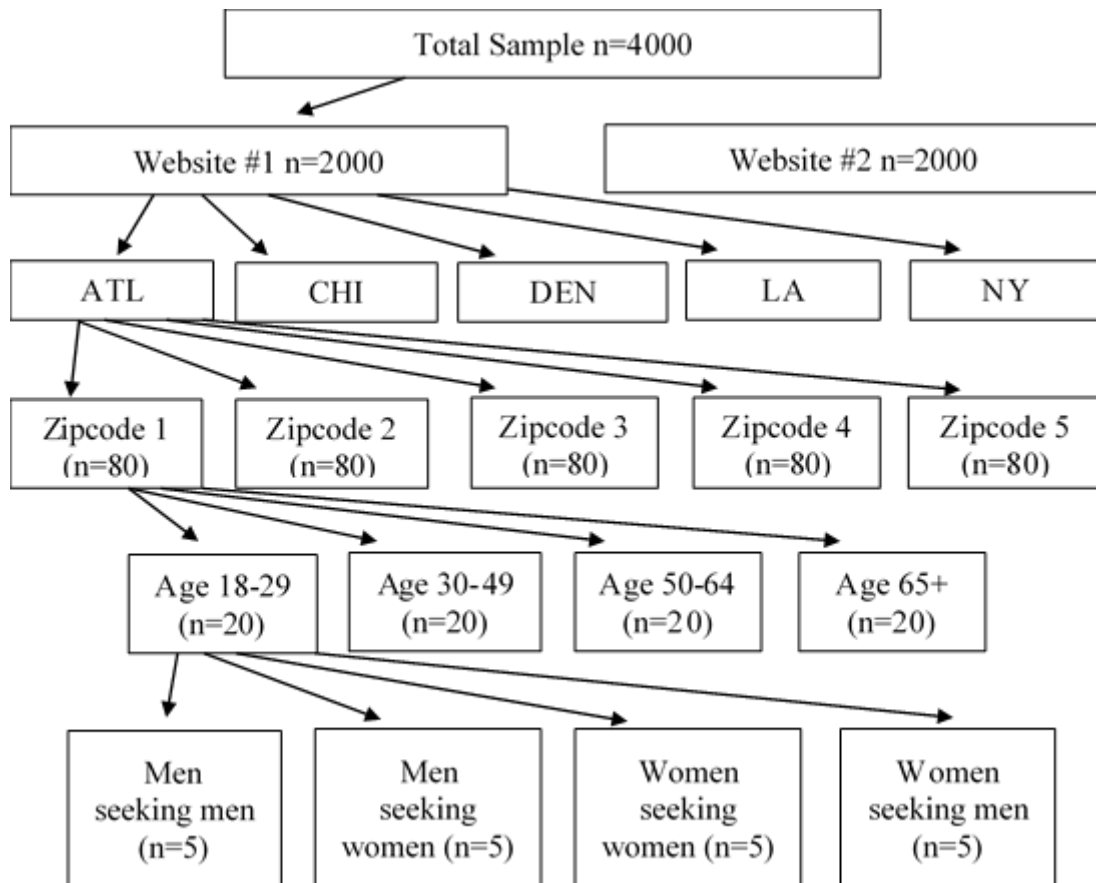 Total Sample n=4000
Website #1 n=2000
Website #2 n=2000
ATL
CHI
DEN
LA
NY
Zipcode 1
(n=80)
Zipcode 2
(n=80)
Zipcode 3
(n=80)
Zipcode 4
(n=80)
Zipcode 5
(n=80)
Age 18-29
(n=20)
Age 30-49
(n=20)
Age 50-64
(n=20)
Age 65+
(n=20)
Men
seeking men
(n=5)
Men
seeking
women (n=5)
Women
seeking
women (n=5)
Women
seeking men
(n=5)